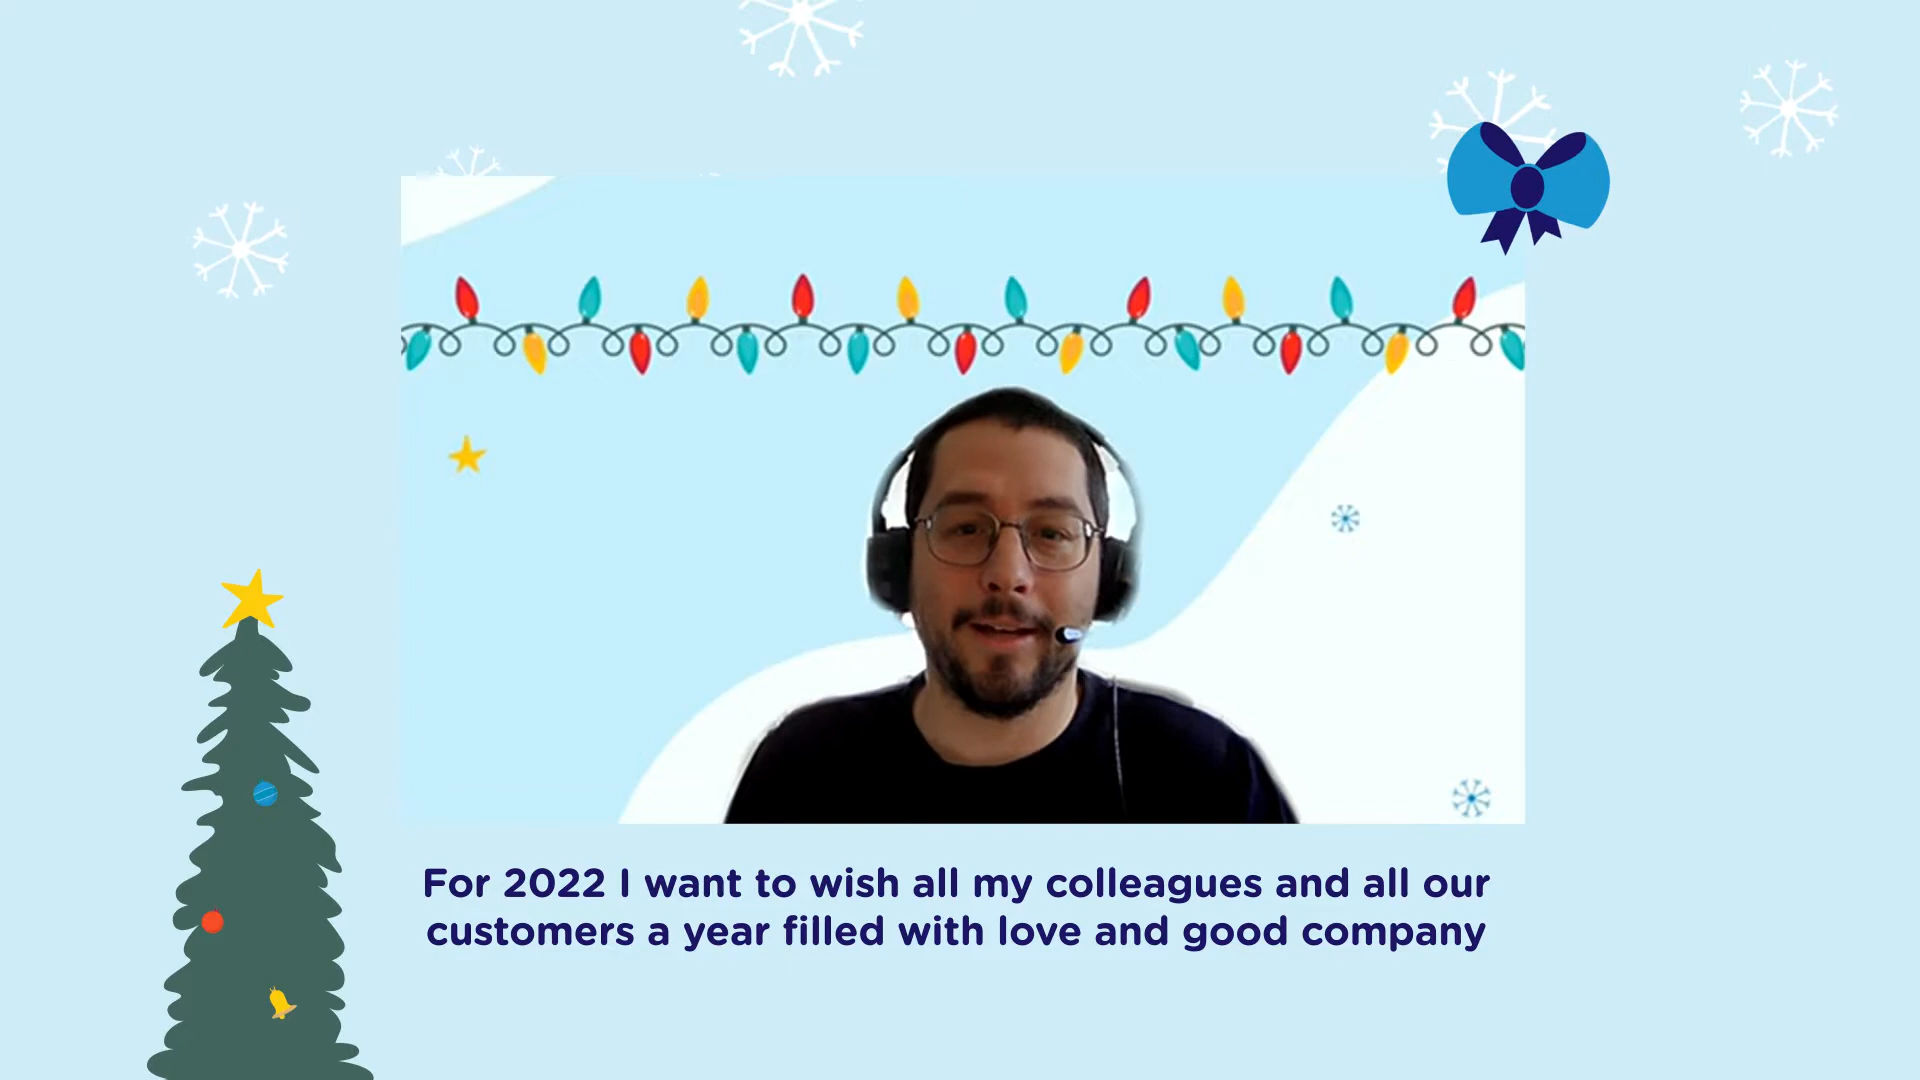 For 2022 I want to wish all my colleagues and all our
customers a year filled with love and good company